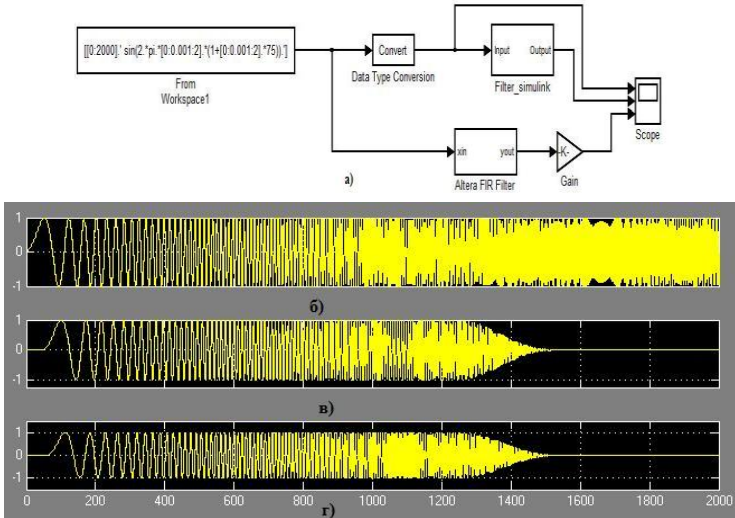 [[0:2000].' sin(2.*pi.*[0:0.001:2].*(1+[0:0.001:2].*75)).']
From
Workspace1
Convert
Data Type Conversion
Input Output
Filter_simulink
Scope
xin yout
Altera FIR Filter
-K-
Gain
а)
1
0
-1
б)
1
0
-1
в)
1
0
-1
0 200 400 600 800 1000 1200 1400 1600 1800 2000
г)